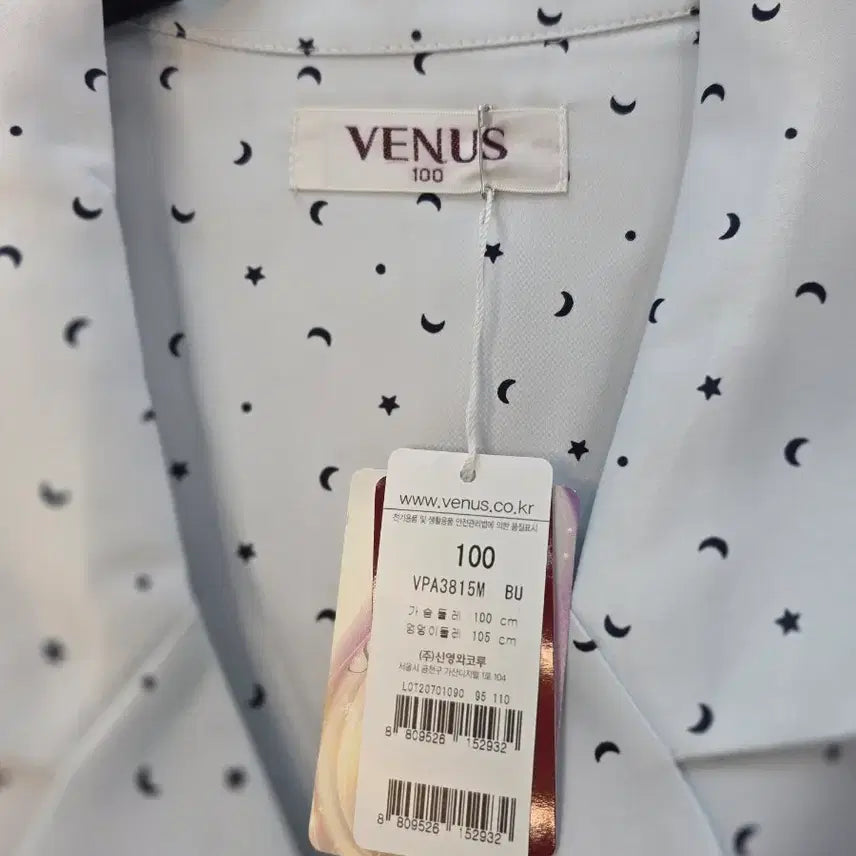 VENUS
100
www.venus.co.kr
전기용품 및 생활용품 안전관리법에 의한 품질표시
100
VPA3815M BU
가슴둘레 100 cm
엉덩이둘레 105 cm
(주)신영와코루
서울시 금천구 가산디지털 1로 104
LOT20701090 95 110
8 809526 152932
8 809526 152932